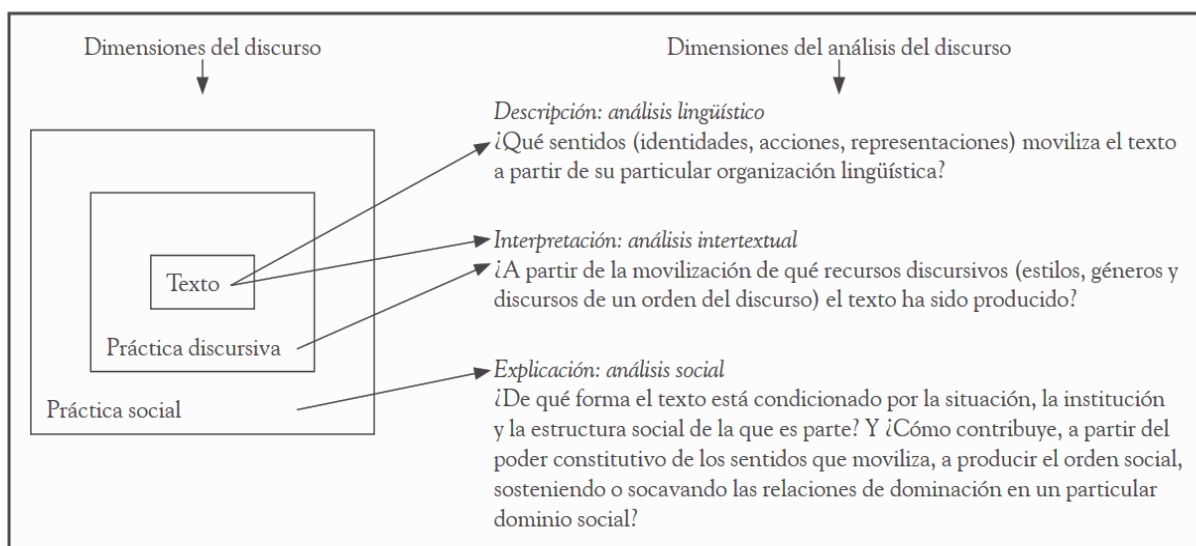 Dimensiones del discurso
Dimensiones del análisis del discurso
Texto
Práctica discursiva
Práctica social
Descripción: análisis lingüístico
¿Qué sentidos (identidades, acciones, representaciones) moviliza el texto
a partir de su particular organización lingüística?
Interpretación: análisis intertextual
¿A partir de la movilización de qué recursos discursivos (estilos, géneros y
discursos de un orden del discurso) el texto ha sido producido?
Explicación: análisis social
¿De qué forma el texto está condicionado por la situación, la institución
y la estructura social de la que es parte? Y ¿Cómo contribuye, a partir del
poder constitutivo de los sentidos que moviliza, a producir el orden social,
sosteniendo o socavando las relaciones de dominación en un particular
dominio social?